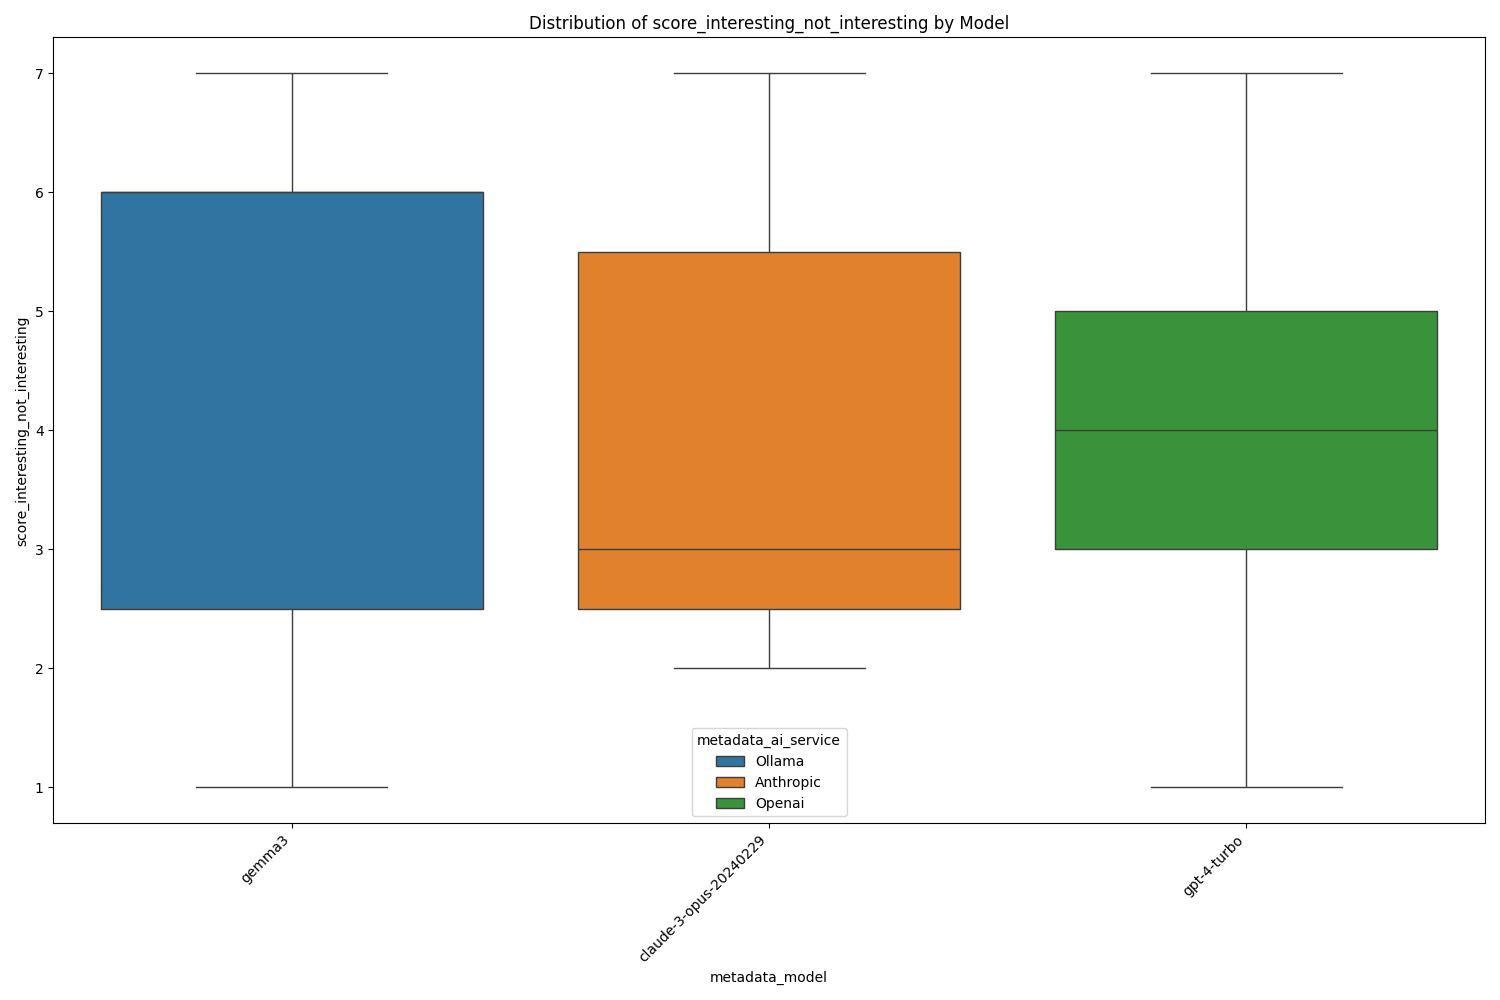 Distribution of score_interesting_not_interesting by Model
score_interesting_not_interesting
7
6
5
4
3
2
1
metadata_ai_service
Ollama
Anthropic
Openai
gemma3
claude-3-opus-20240229
gpt-4-turbo
metadata_model